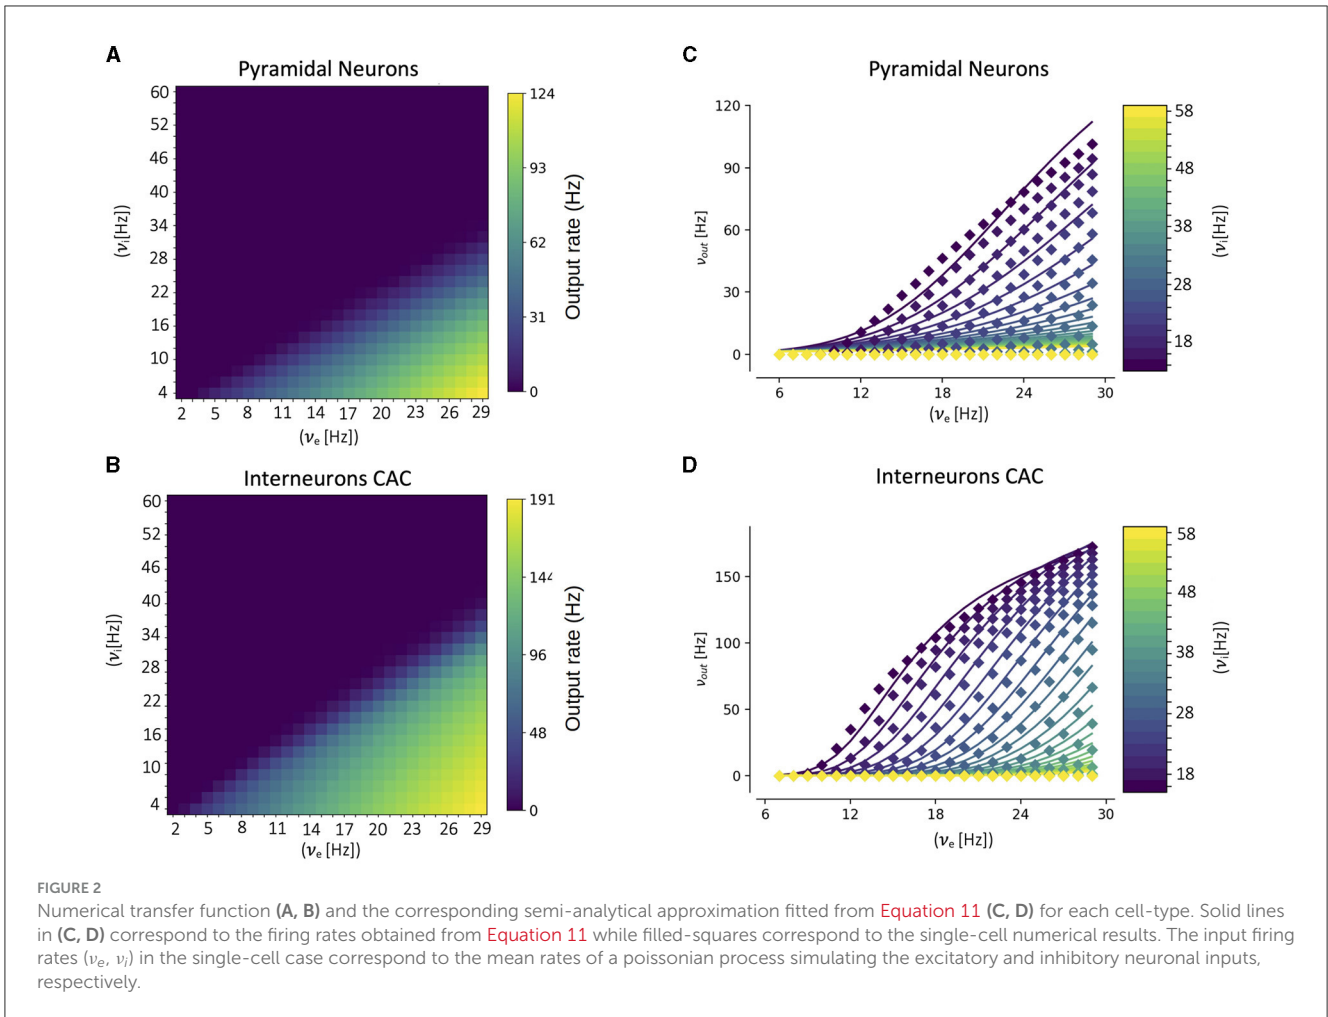 A
Pyramidal Neurons
60
52
46
40
34
28
22
16
10
4
(νi[Hz])
2 5 8 11 14 17 20 23 26 29
(νe [Hz])
124
93
62
31
0
Output rate (Hz)
C
Pyramidal Neurons
120
90
60
30
0
νout [Hz]
6 12 18 24 30
(νe [Hz])
58
48
38
28
18
(νi[Hz])
B
Interneurons CAC
60
52
46
40
34
28
22
16
10
4
(νi[Hz])
2 5 8 11 14 17 20 23 26 29
(νe [Hz])
191
144
96
48
0
Output rate (Hz)
D
Interneurons CAC
150
100
50
0
νout [Hz]
6 12 18 24 30
(νe [Hz])
58
48
38
28
18
(νi[Hz])
FIGURE 2
Numerical transfer function (A, B) and the corresponding semi-analytical approximation fitted from Equation 11 (C, D) for each cell-type. Solid lines
in (C, D) correspond to the firing rates obtained from Equation 11 while filled-squares correspond to the single-cell numerical results. The input firing
rates (νe, νi) in the single-cell case correspond to the mean rates of a poissonian process simulating the excitatory and inhibitory neuronal inputs,
respectively.